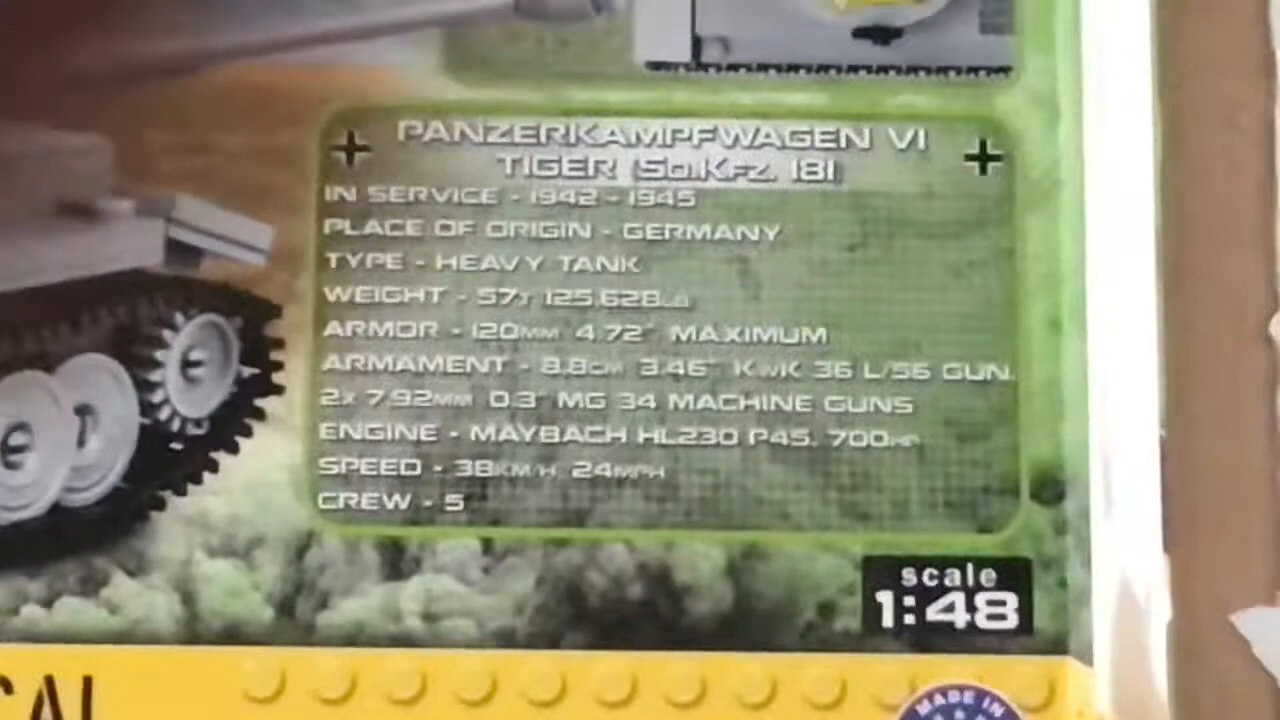 PANZERKAMPFWAGEN VI
TIGER (SD.KFZ. 181)
IN SERVICE - 1942 - 1945
PLACE OF ORIGIN - GERMANY
TYPE - HEAVY TANK
WEIGHT - 57T 125,628LB
ARMOR - 120MM 4.72" MAXIMUM
ARMAMENT - 8.8CM 3.46" KWK 36 L/56 GUN,
2X 7.92MM 0.3" MG 34 MACHINE GUNS
ENGINE - MAYBACH HL230 P45, 700HP
SPEED - 38KM/H 24MPH
CREW - 5
scale
1:48
MADE IN